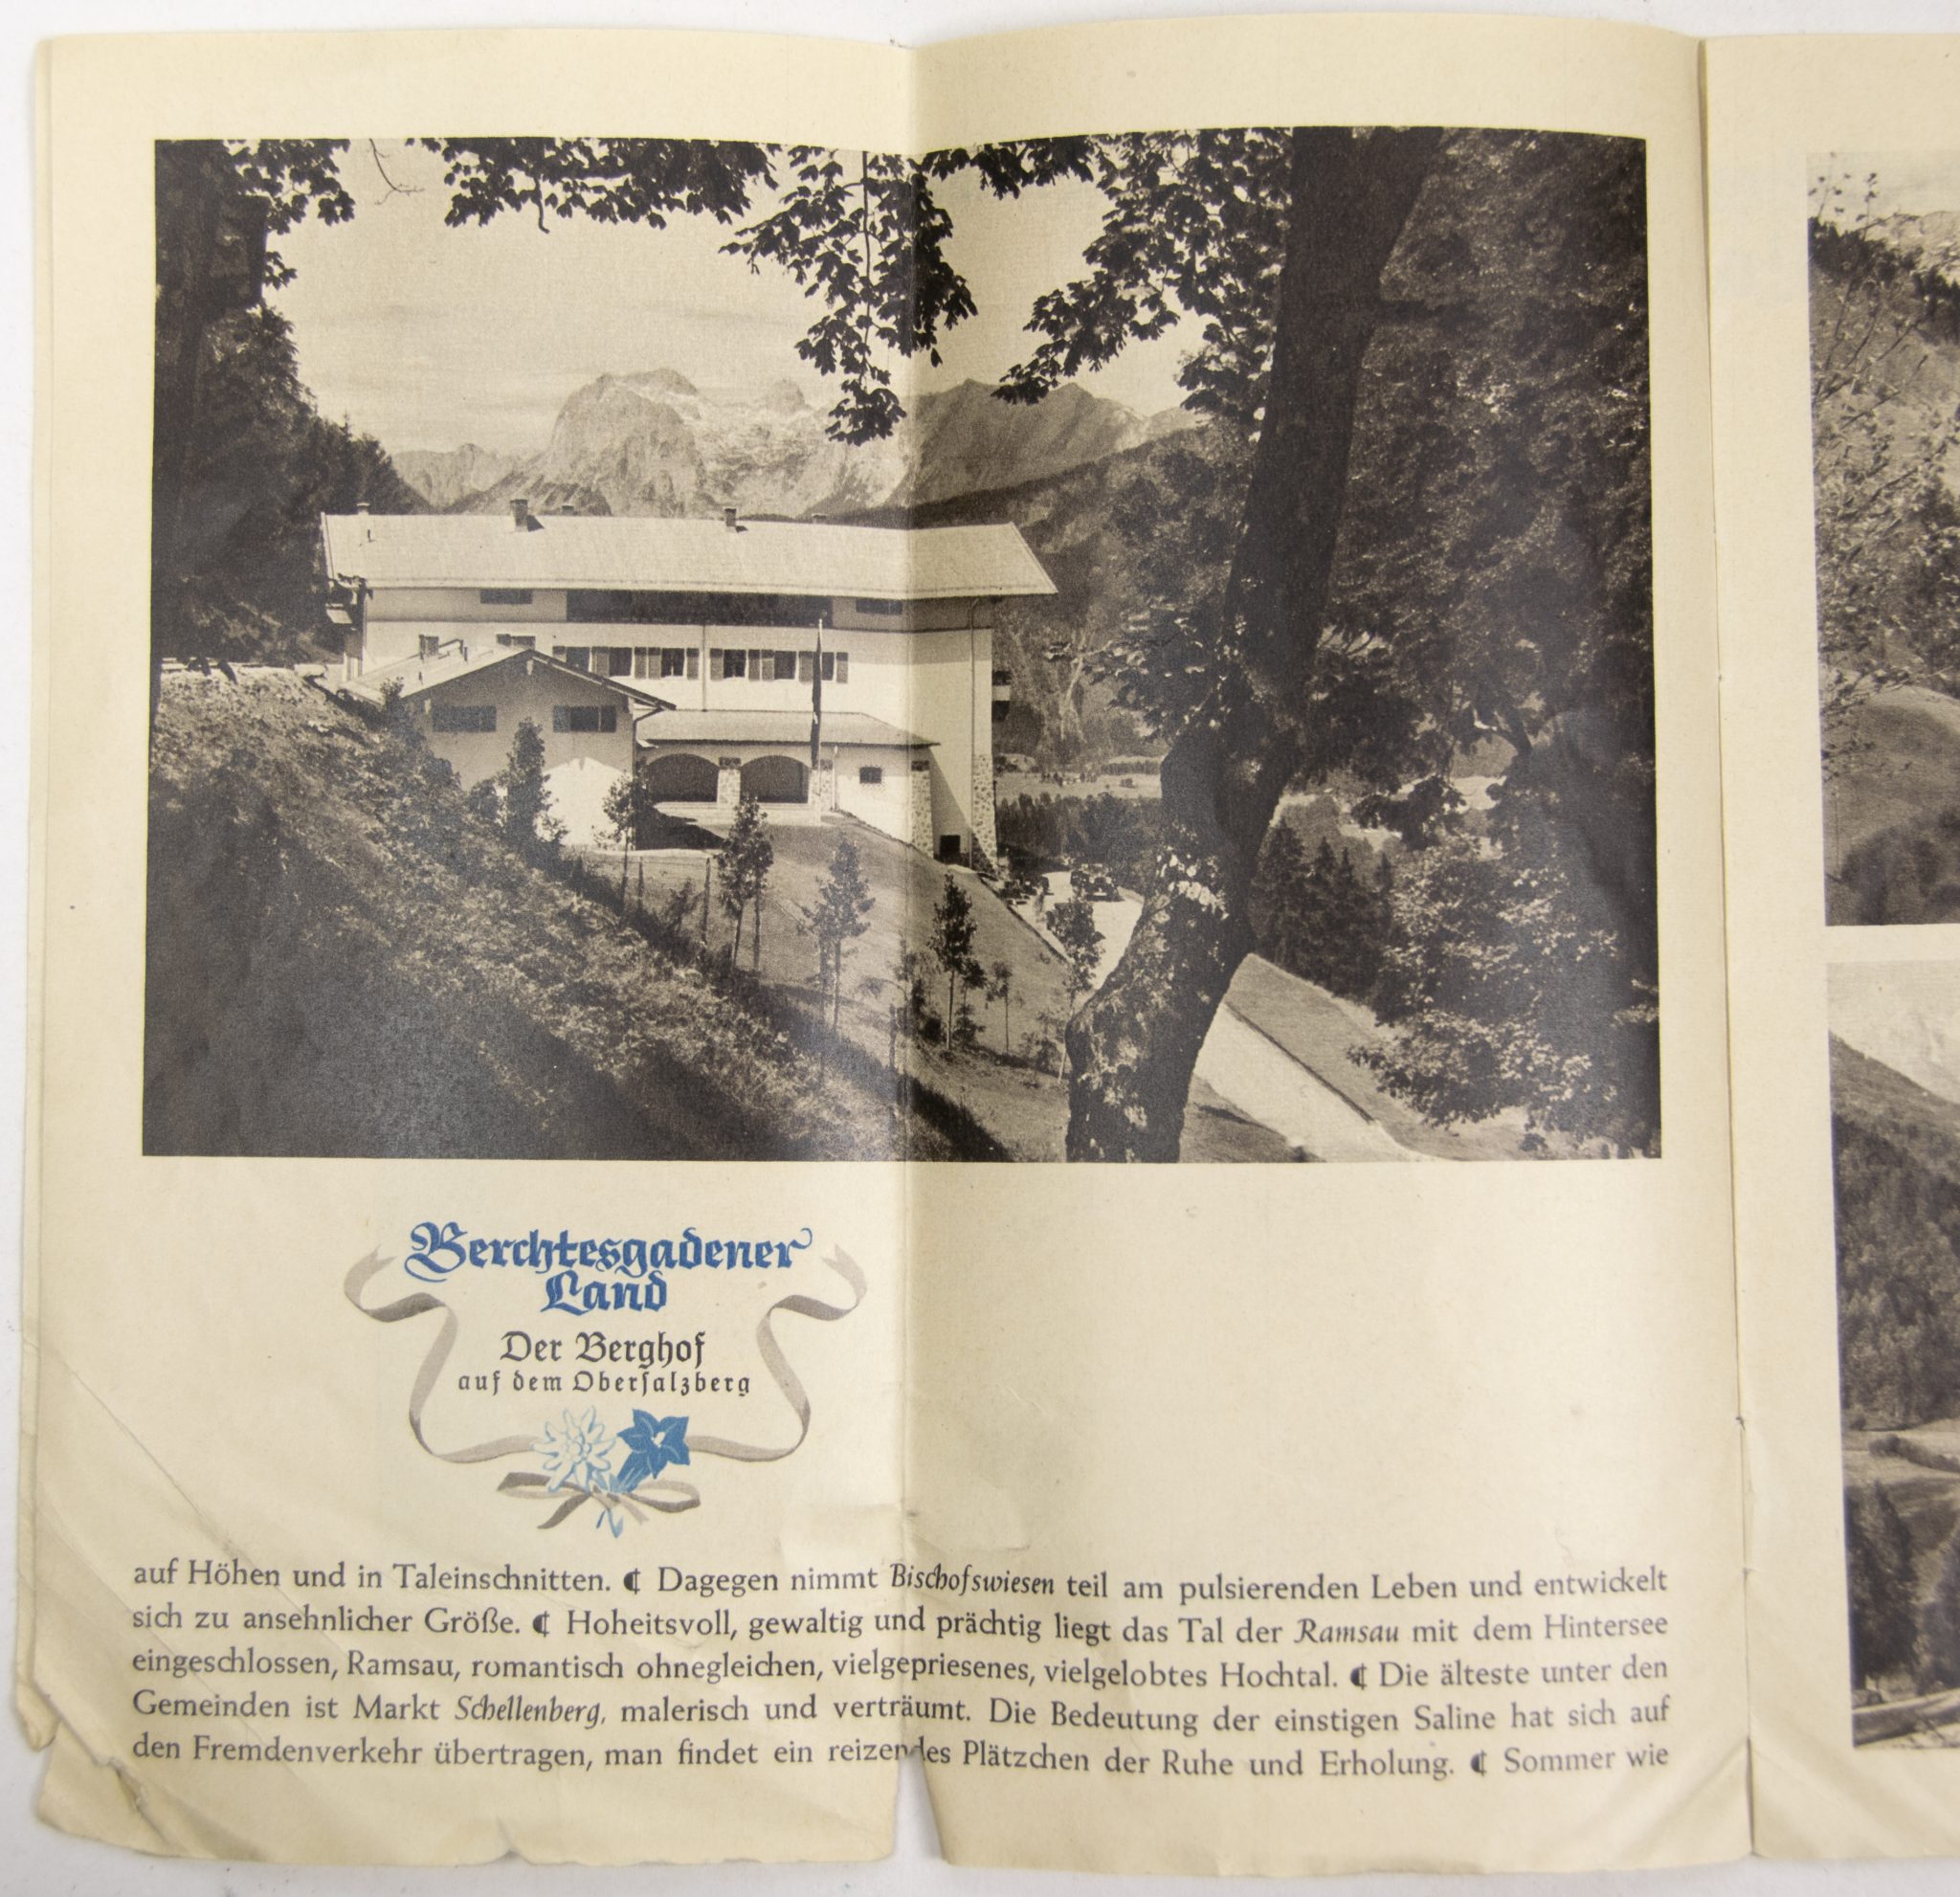 Berchtesgadener
Land
Der Berghof
auf dem Oberſalzberg
auf Höhen und in Taleinschnitten. ⁋ Dagegen nimmt Bischofswiesen teil am pulsierenden Leben und entwickelt
sich zu ansehnlicher Größe. ⁋ Hoheitsvoll, gewaltig und prächtig liegt das Tal der Ramsau mit dem Hintersee
eingeschlossen, Ramsau, romantisch ohnegleichen, vielgepriesenes, vielgelobtes Hochtal. ⁋ Die älteste unter den
Gemeinden ist Markt Schellenberg, malerisch und verträumt. Die Bedeutung der einstigen Saline hat sich auf
den Fremdenverkehr übertragen, man findet ein reizendes Plätzchen der Ruhe und Erholung. ⁋ Sommer wie